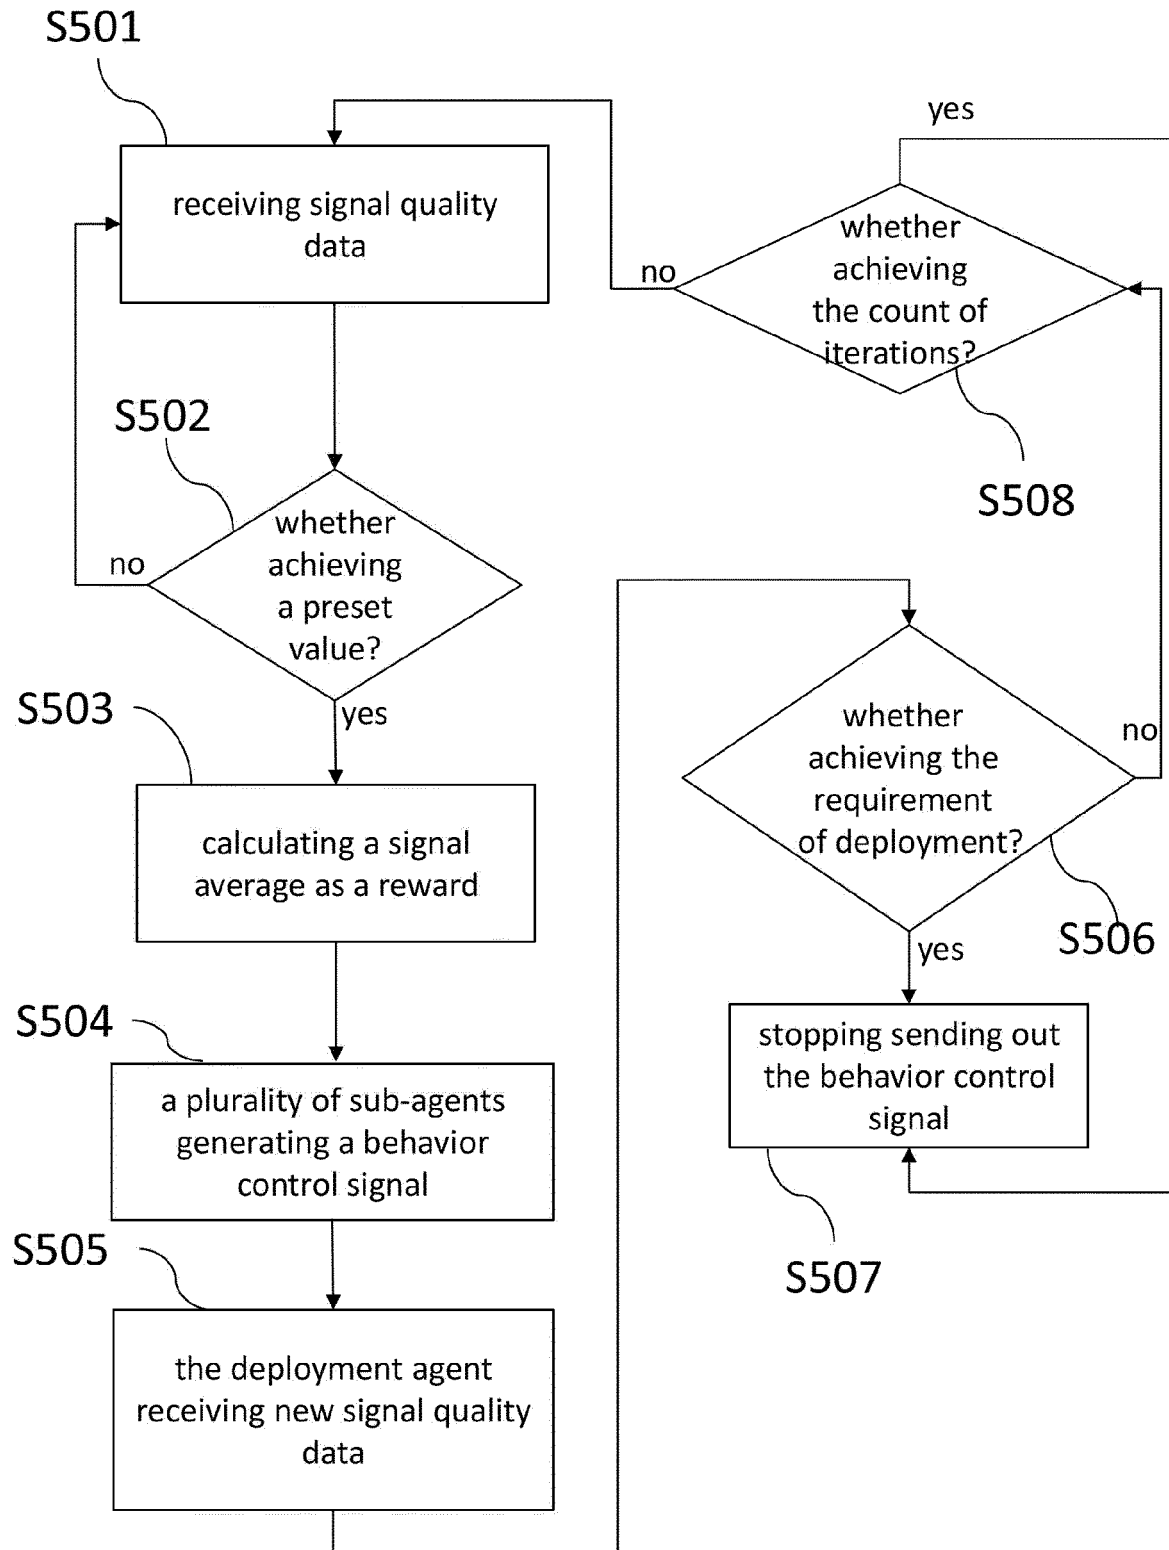 S501
receiving signal quality
data
S502
whether
achieving
a preset
value?
no
yes
S503
calculating a signal
average as a reward
S504
a plurality of sub-agents
generating a behavior
control signal
S505
the deployment agent
receiving new signal quality
data
yes
whether
achieving
the count of
iterations?
no
S508
whether
achieving the
requirement
of deployment?
no
S506
yes
stopping sending out
the behavior control
signal
S507